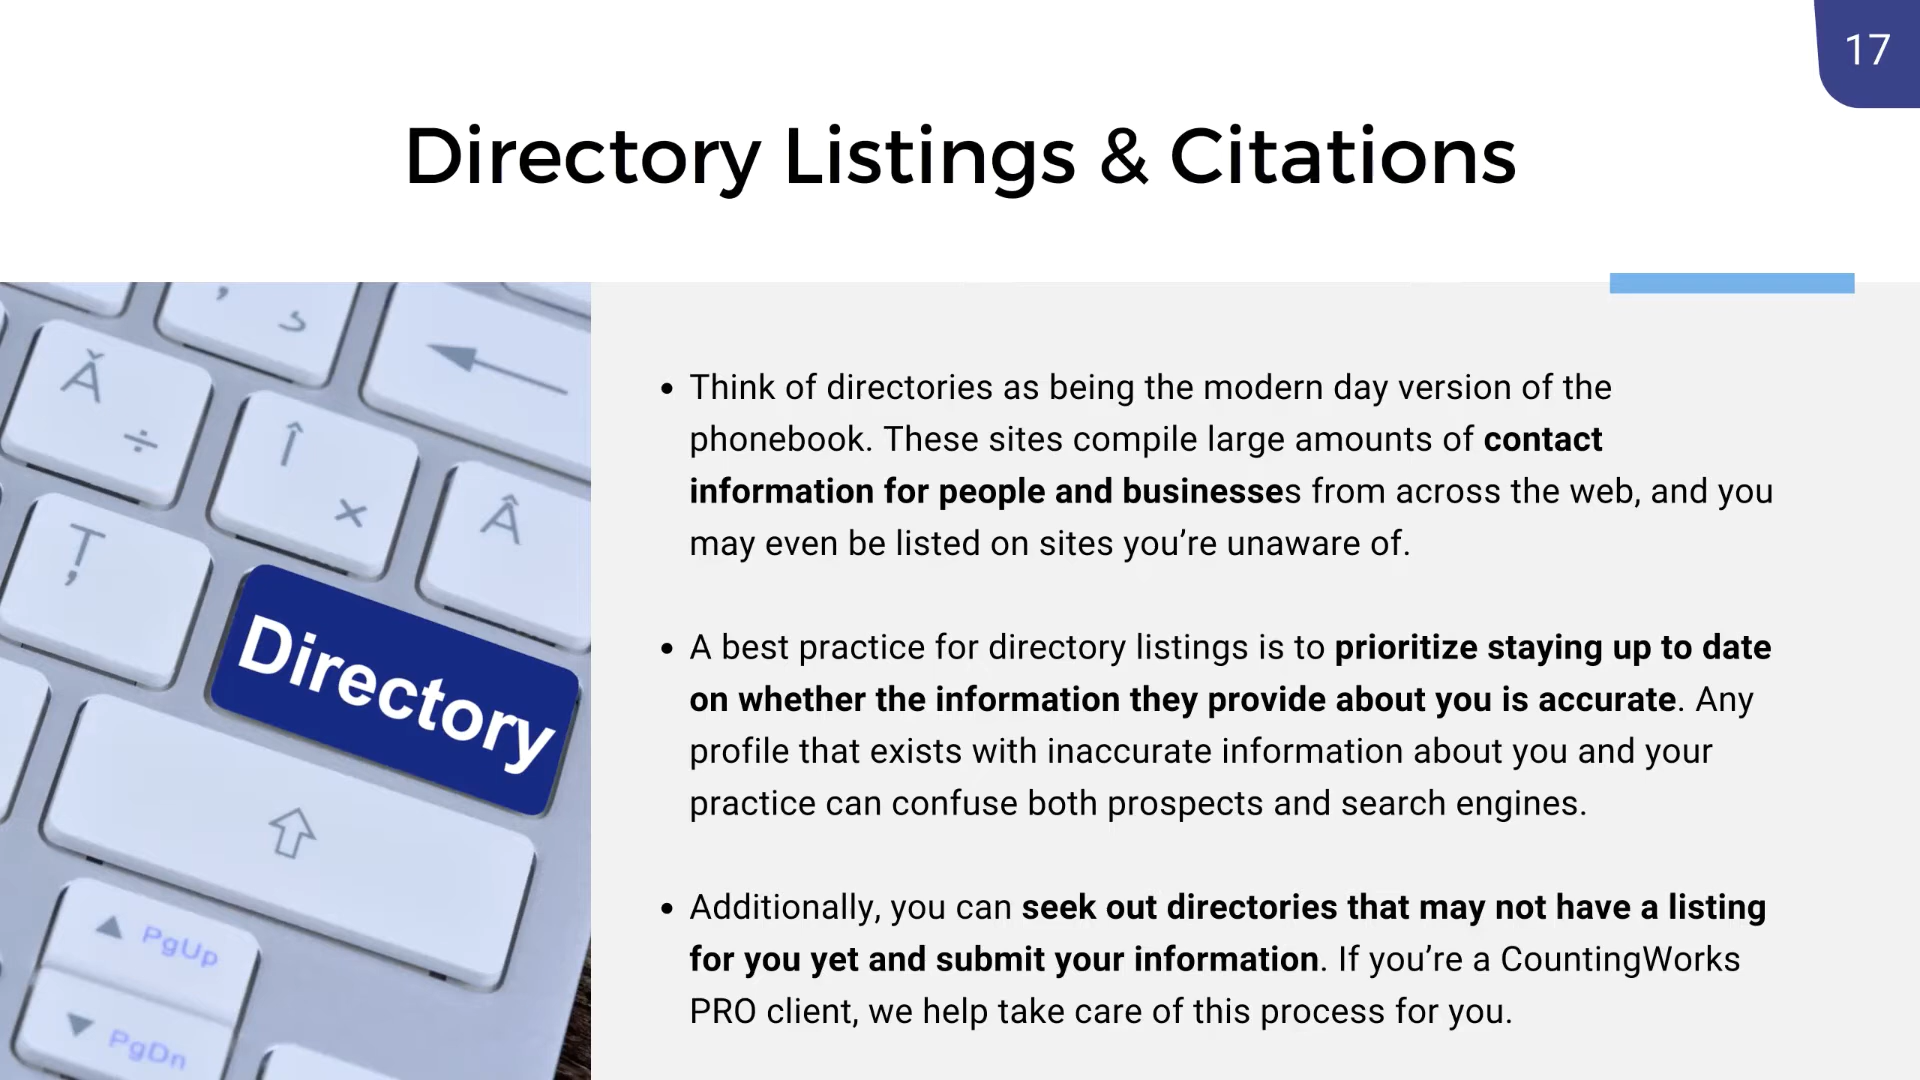 17
Directory Listings & Citations
Think of directories as being the modern day version of the
phonebook. These sites compile large amounts of contact
information for people and businesses from across the web, and you
may even be listed on sites you’re unaware of.
A best practice for directory listings is to prioritize staying up to date
on whether the information they provide about you is accurate. Any
profile that exists with inaccurate information about you and your
practice can confuse both prospects and search engines.
Additionally, you can seek out directories that may not have a listing
for you yet and submit your information. If you’re a CountingWorks
PRO client, we help take care of this process for you.
Ă
÷
Î
×
Â
Ț
Directory
PgUp
PgDn